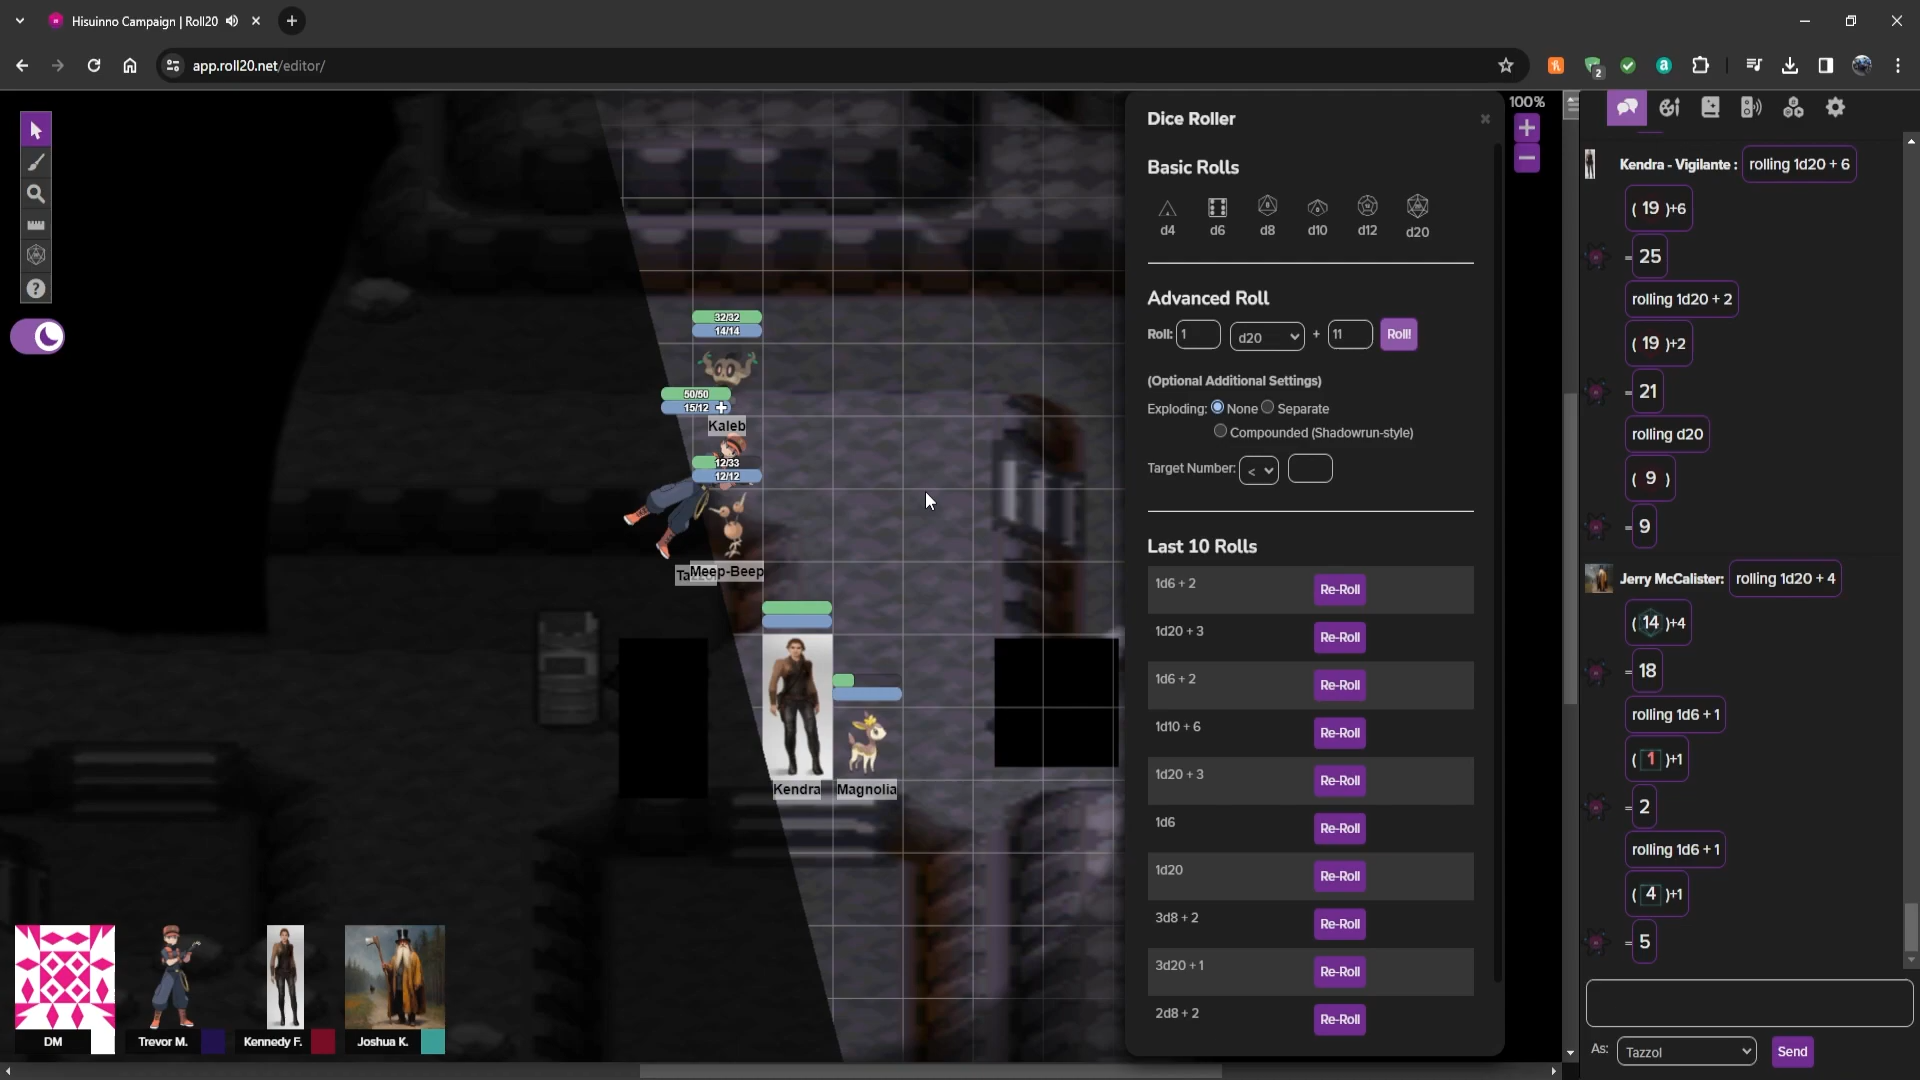 Hisuinno Campaign | Roll20
app.roll20.net/editor/
2
100%
32/32
14/14
50/50
15/12
Kaleb
12/33
12/12
Meep-Beep
Kendra
Magnolia
DM
Trevor M.
Kennedy F.
Joshua K.
Dice Roller
Basic Rolls
d4
d6
d8
d10
d12
d20
Advanced Roll
Roll: 1 d20 + 11 Roll!
(Optional Additional Settings)
Exploding: None Separate
Compounded (Shadowrun-style)
Target Number: <
Last 10 Rolls
1d6 + 2 Re-Roll
1d20 + 3 Re-Roll
1d6 + 2 Re-Roll
1d10 + 6 Re-Roll
1d20 + 3 Re-Roll
1d6 Re-Roll
1d20 Re-Roll
3d8 + 2 Re-Roll
3d20 + 1 Re-Roll
2d8 + 2 Re-Roll
Kendra - Vigilante : rolling 1d20 + 6
( 19 )+6
= 25
rolling 1d20 + 2
( 19 )+2
= 21
rolling d20
( 9 )
= 9
Jerry McCalister: rolling 1d20 + 4
( 14 )+4
= 18
rolling 1d6 + 1
( 1 )+1
= 2
rolling 1d6 + 1
( 4 )+1
= 5
As: Tazzol Send